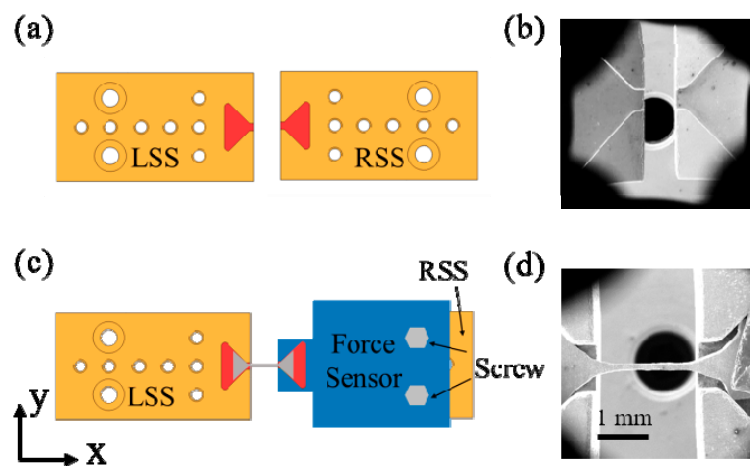 (a)
(b)
LSS
RSS
(c)
(d)
RSS
Force
Sensor
Screw
LSS
y
x
1 mm